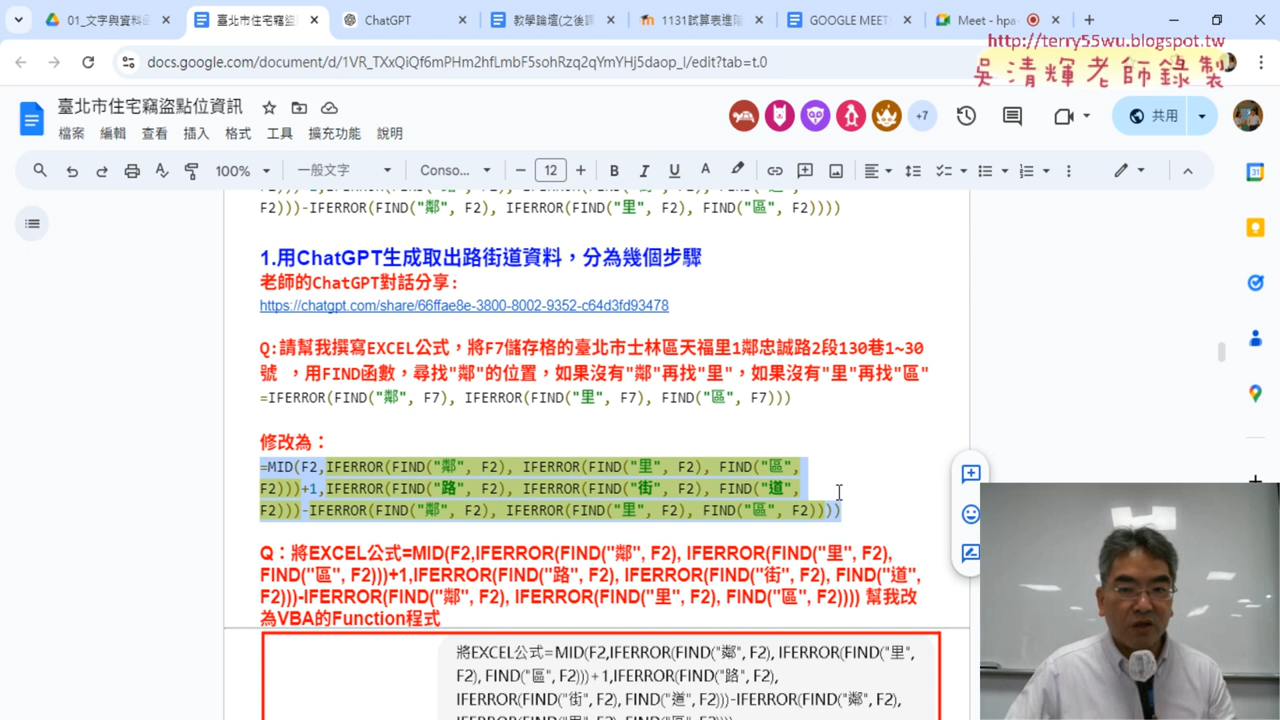 01_文字與資料函
臺北市住宅竊盜點
ChatGPT
教學論壇(之後課
1131試算表進階
GOOGLE MEET
Meet - hpa-
http://terry55wu.blogspot.tw
docs.google.com/document/d/1VR_TXxQiQf6mPHm2hfLmbF5sohRzq2qYmYHj5daop_I/edit?tab=t.0
吳清輝老師錄製
臺北市住宅竊盜點位資訊
檔案 編輯 查看 插入 格式 工具 擴充功能 說明
+7
共用
100% 一般文字 Conso... 12 B I U A
F2)))-IFERROR(FIND("鄰", F2), IFERROR(FIND("里", F2), FIND("區", F2))))
1.用ChatGPT生成取出路街道資料，分為幾個步驟
老師的ChatGPT對話分享:
https://chatgpt.com/share/66ffae8e-3800-8002-9352-c64d3fd93478
Q:請幫我撰寫EXCEL公式，將F7儲存格的臺北市士林區天福里1鄰忠誠路2段130巷1~30
號 ，用FIND函數，尋找"鄰"的位置，如果沒有"鄰"再找"里"，如果沒有"里"再找"區"
=IFERROR(FIND("鄰", F7), IFERROR(FIND("里", F7), FIND("區", F7)))
修改為：
=MID(F2,IFERROR(FIND("鄰", F2), IFERROR(FIND("里", F2), FIND("區",
F2)))+1,IFERROR(FIND("路", F2), IFERROR(FIND("街", F2), FIND("道",
F2)))-IFERROR(FIND("鄰", F2), IFERROR(FIND("里", F2), FIND("區", F2))))
Q：將EXCEL公式=MID(F2,IFERROR(FIND("鄰", F2), IFERROR(FIND("里", F2),
FIND("區", F2)))+1,IFERROR(FIND("路", F2), IFERROR(FIND("街", F2), FIND("道",
F2)))-IFERROR(FIND("鄰", F2), IFERROR(FIND("里", F2), FIND("區", F2)))) 幫我改
為VBA的Function程式
將EXCEL公式=MID(F2,IFERROR(FIND("鄰", F2), IFERROR(FIND("里",
F2), FIND("區", F2)))+1,IFERROR(FIND("路", F2),
IFERROR(FIND("街", F2), FIND("道", F2)))-IFERROR(FIND("鄰", F2),